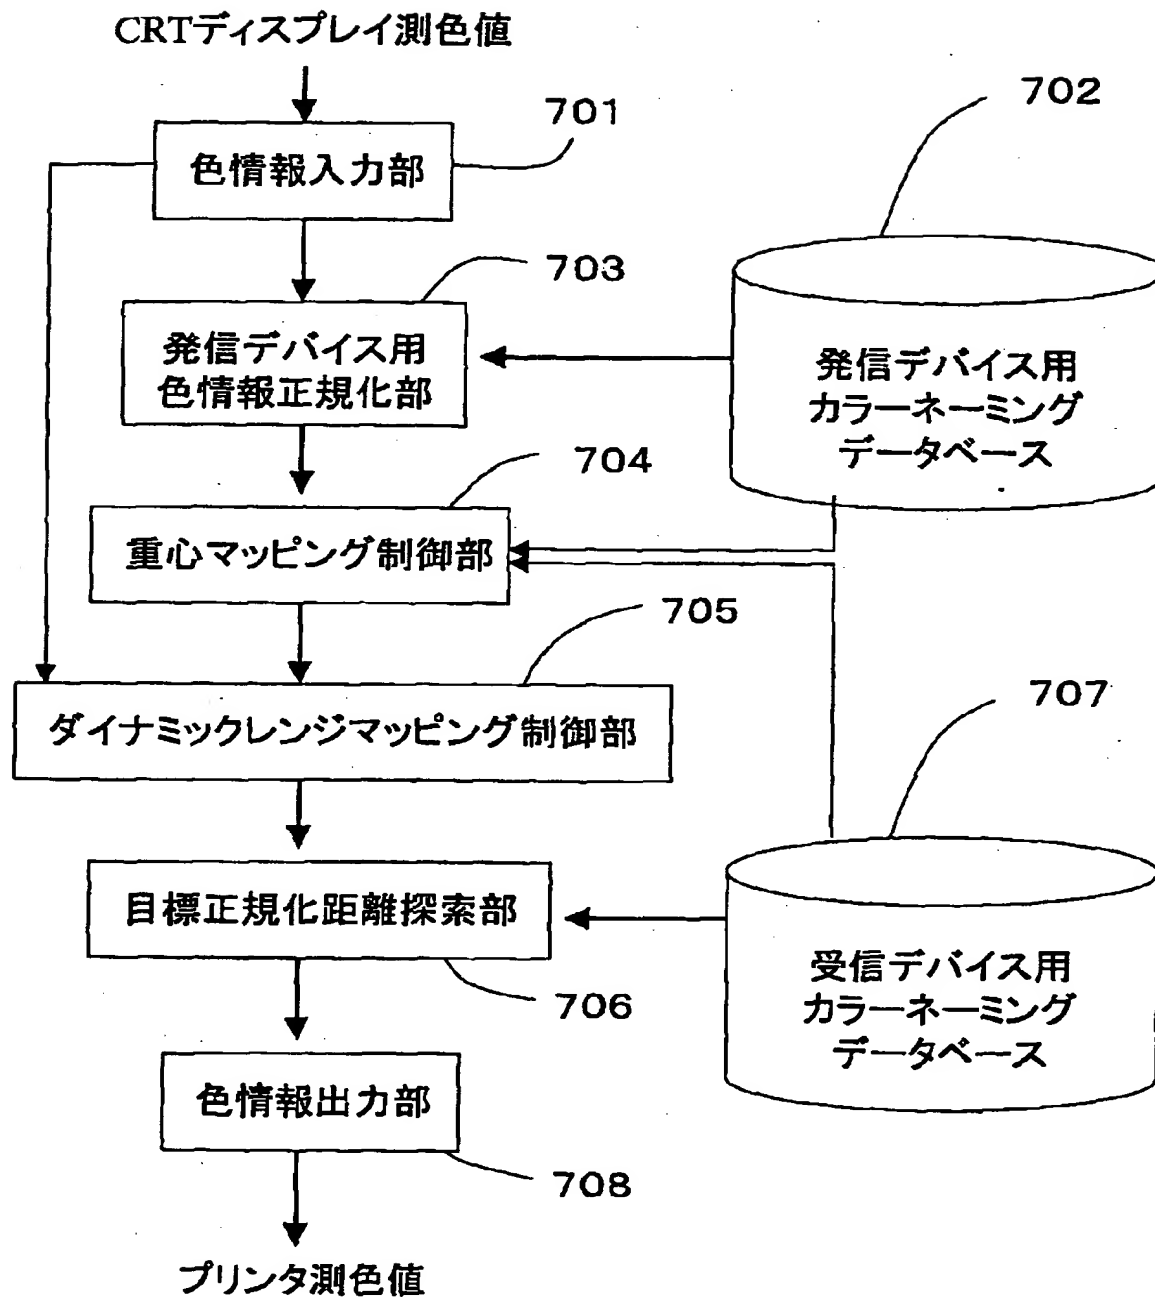 CRTディスプレイ測色値
701
702
色情報入力部
703
発信デバイス用
色情報正規化部
発信デバイス用
カラーネーミング
データベース
704
重心マッピング制御部
705
ダイナミックレンジマッピング制御部
707
目標正規化距離探索部
706
受信デバイス用
カラーネーミング
データベース
色情報出力部
708
プリンタ測色値